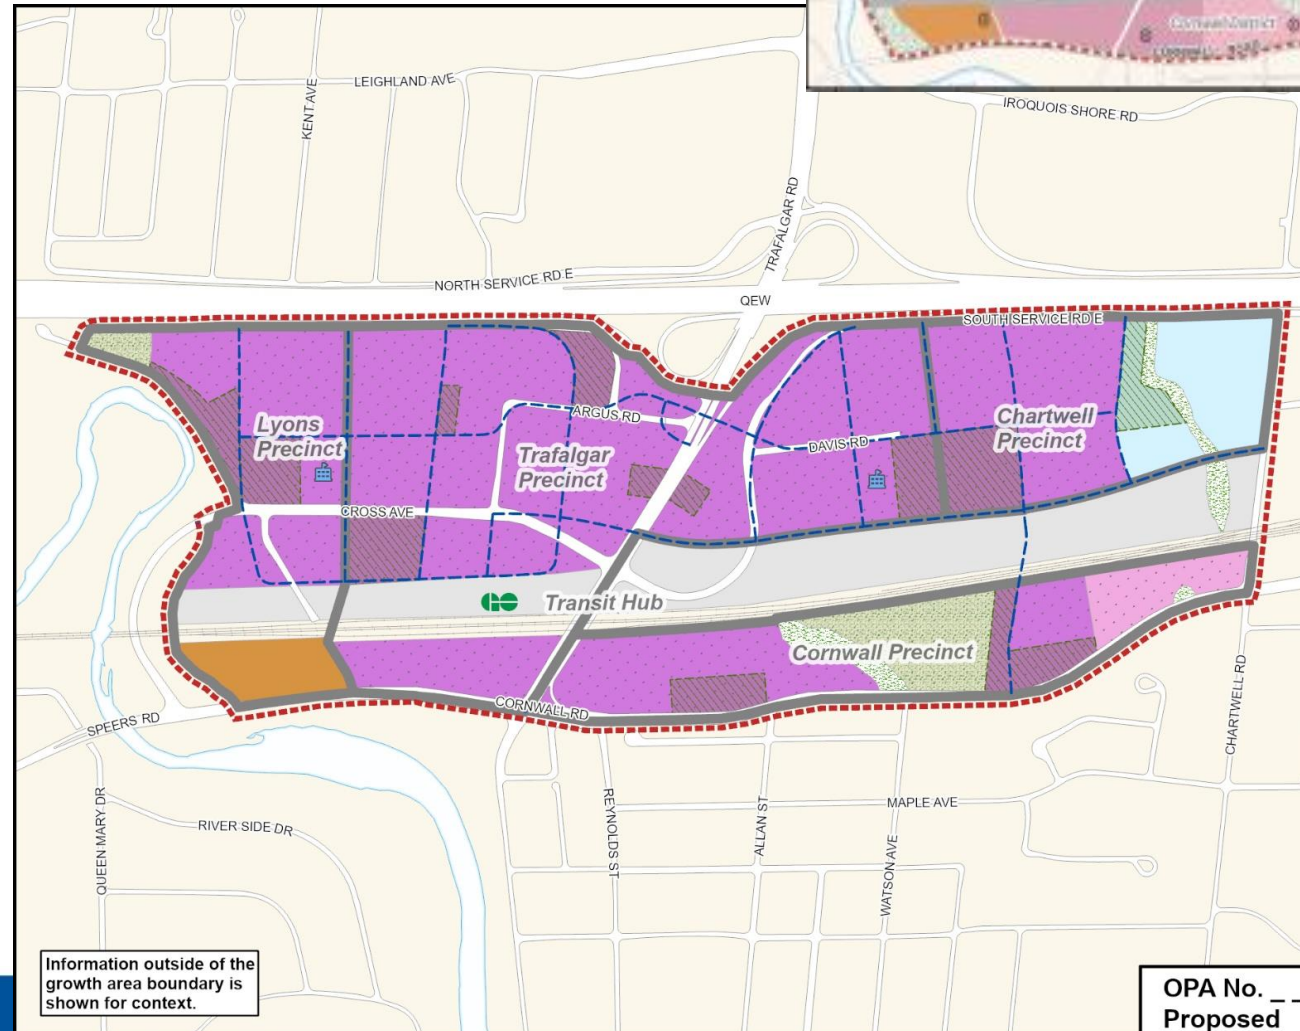 Cornwall District
LEIGHLAND AVE
KENT AVE
IROQUOIS SHORE RD
TRAFALGAR RD
NORTH SERVICE RD E
QEW
SOUTH SERVICE RD E
ARGUS RD
Lyons
Precinct
Trafalgar
Precinct
DAVIS RD
Chartwell
Precinct
CROSS AVE
GO
Transit Hub
Cornwall Precinct
CORNWALL RD
SPEERS RD
CHARTWELL RD
QUEEN MARY DR
RIVER SIDE DR
REYNOLDS ST
ALLAN ST
MAPLE AVE
WATSON AVE
Information outside of the
growth area boundary is
shown for context.
OPA No. _ _
Proposed